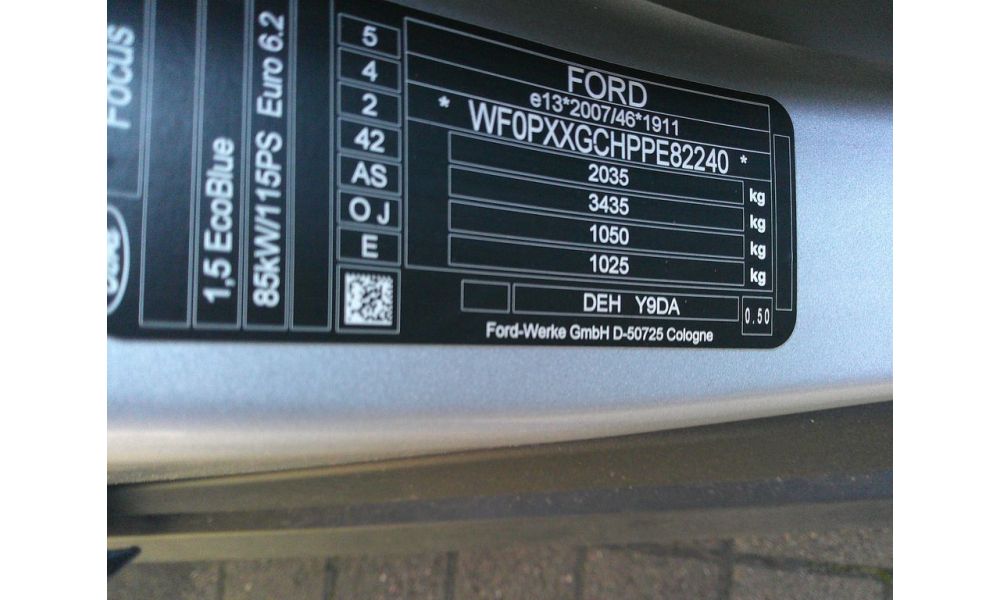 Focus
1,5 EcoBlue
85kW/115PS Euro 6.2
5
4
2
42
AS
O J
E
FORD
e13*2007/46*1911
* WF0PXXGCHPPE82240 *
2035 kg
3435 kg
1050 kg
1025 kg
DEH Y9DA
0.50
Ford-Werke GmbH D-50725 Cologne